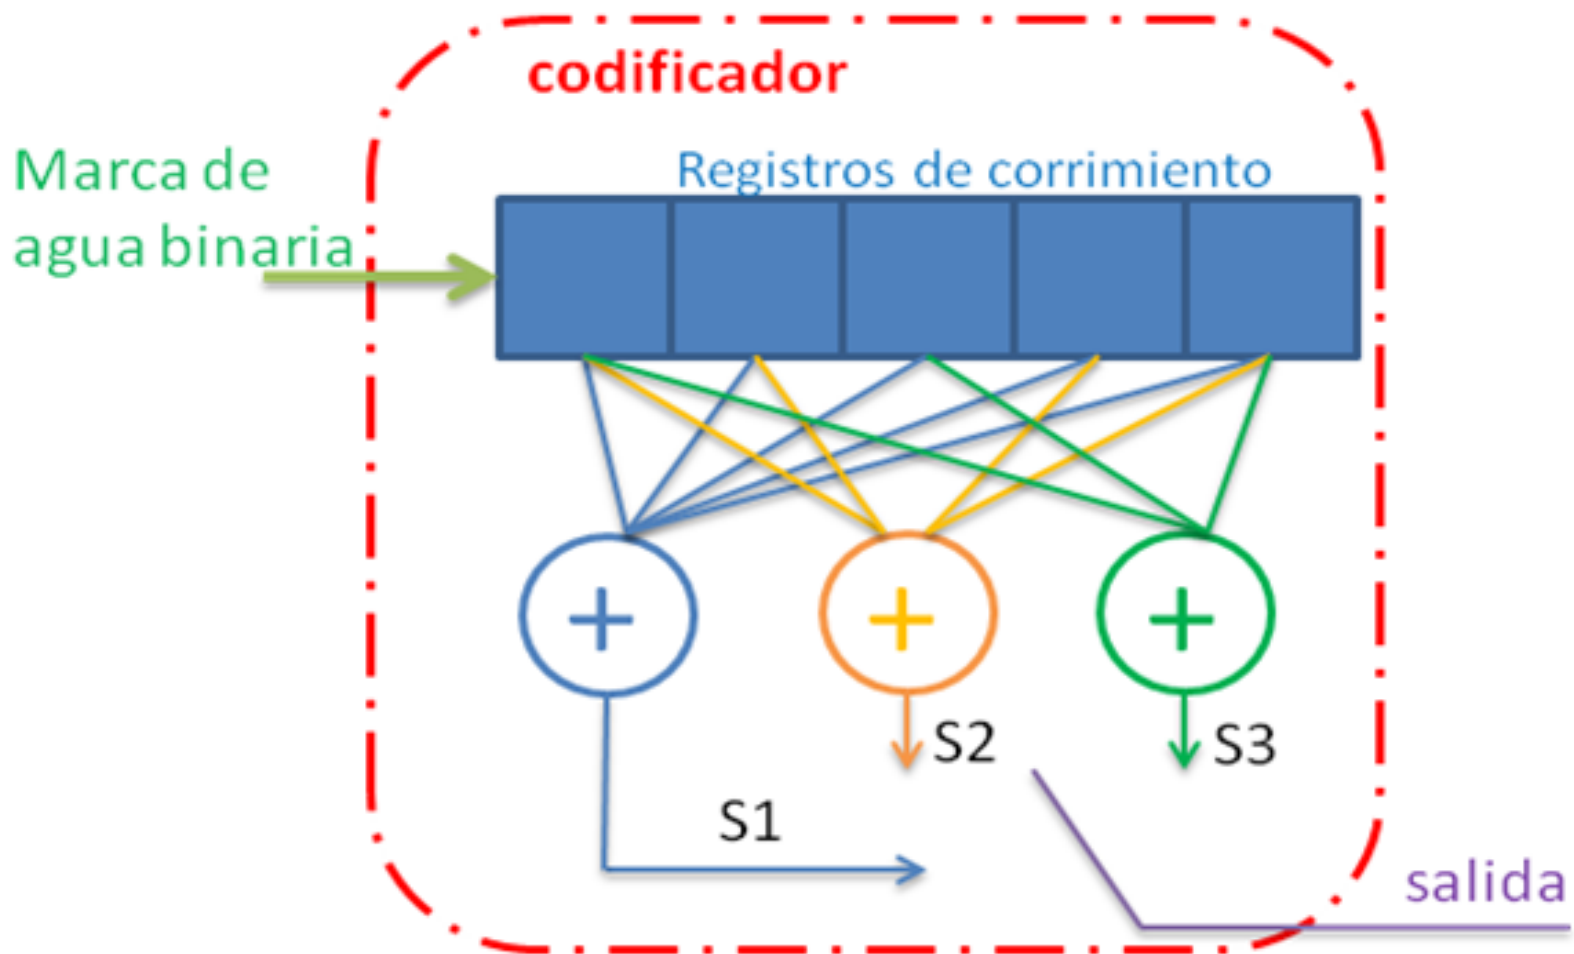 codificador
Marca de
agua binaria
Registros de corrimiento
+
+
+
S2
S3
S1
salida